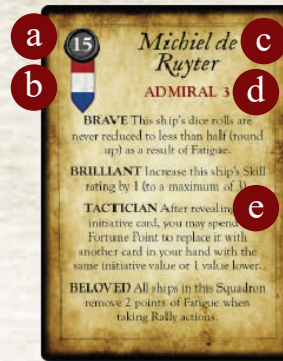 a
15
Michiel de
c
Ruyter
b
ADMIRAL 3
d
BRAVE This ship's dice rolls are
never reduced to less than half (round
up) as a result of Fatigue.
BRILLIANT Increase this ship's Skill
rating by 1 (to a maximum of 3).
TACTICIAN After revealing
e
initiative card, you may spend
Fortune Point to replace it with
another card in your hand with the
same initiative value or 1 value lower.
BELOVED All ships in this Squadron
remove 2 points of Fatigue when
taking Rally actions.